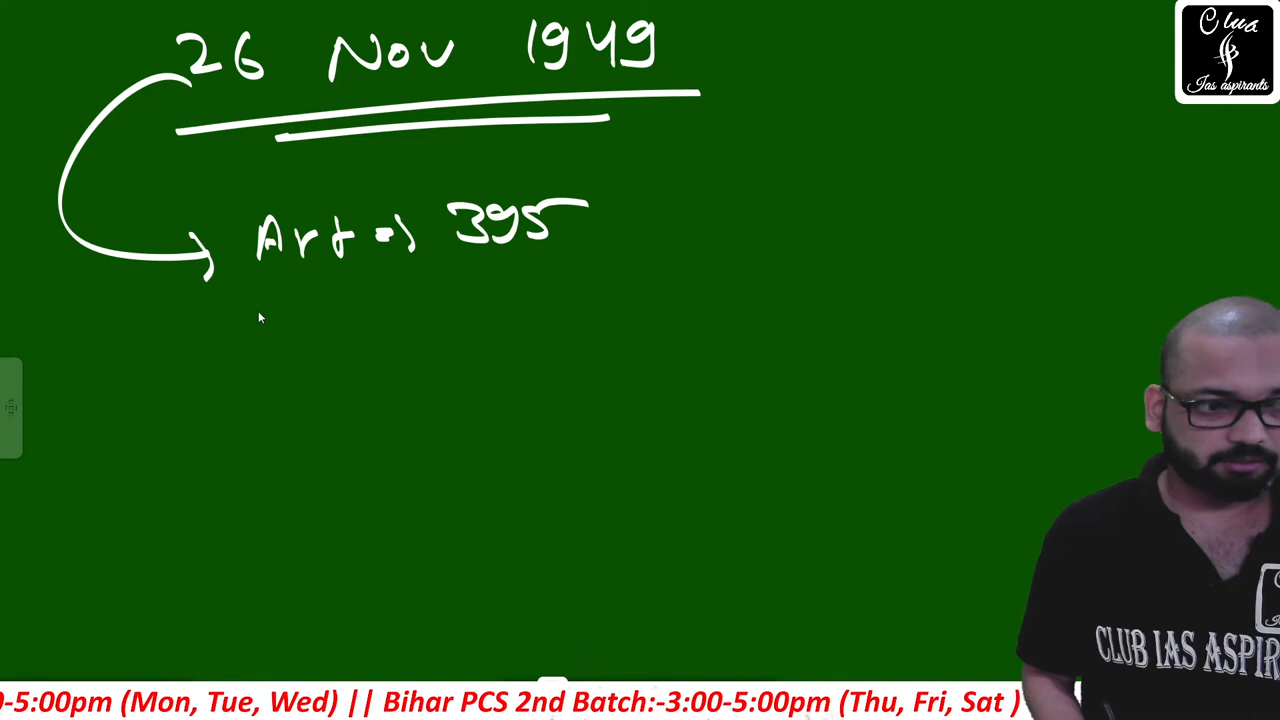 26 Nov 1949
Art => 395
Club
Ias aspirants
CLUB IAS ASPIR
0-5:00pm (Mon, Tue, Wed) || Bihar PCS 2nd Batch:-3:00-5:00pm (Thu, Fri, Sat )